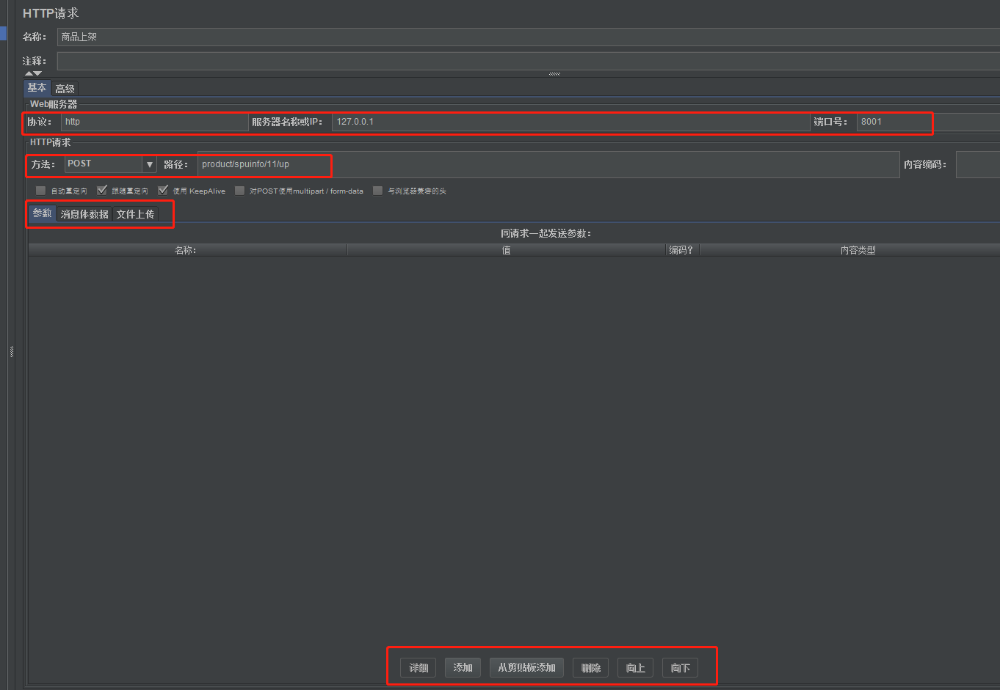 HTTP请求
名称： 商品上架
注释：
基本 高级
Web服务器
协议： http 服务器名称或IP： 127.0.0.1 端口号： 8001
HTTP请求
方法： POST 路径： product/spuinfo/11/up 内容编码：
自动重定向 跟随重定向 使用 KeepAlive 对POST使用multipart / form-data 与浏览器兼容的头
参数 消息体数据 文件上传
同请求一起发送参数：
名称： 值 编码？ 内容类型
详细 添加 从剪贴板添加 删除 向上 向下